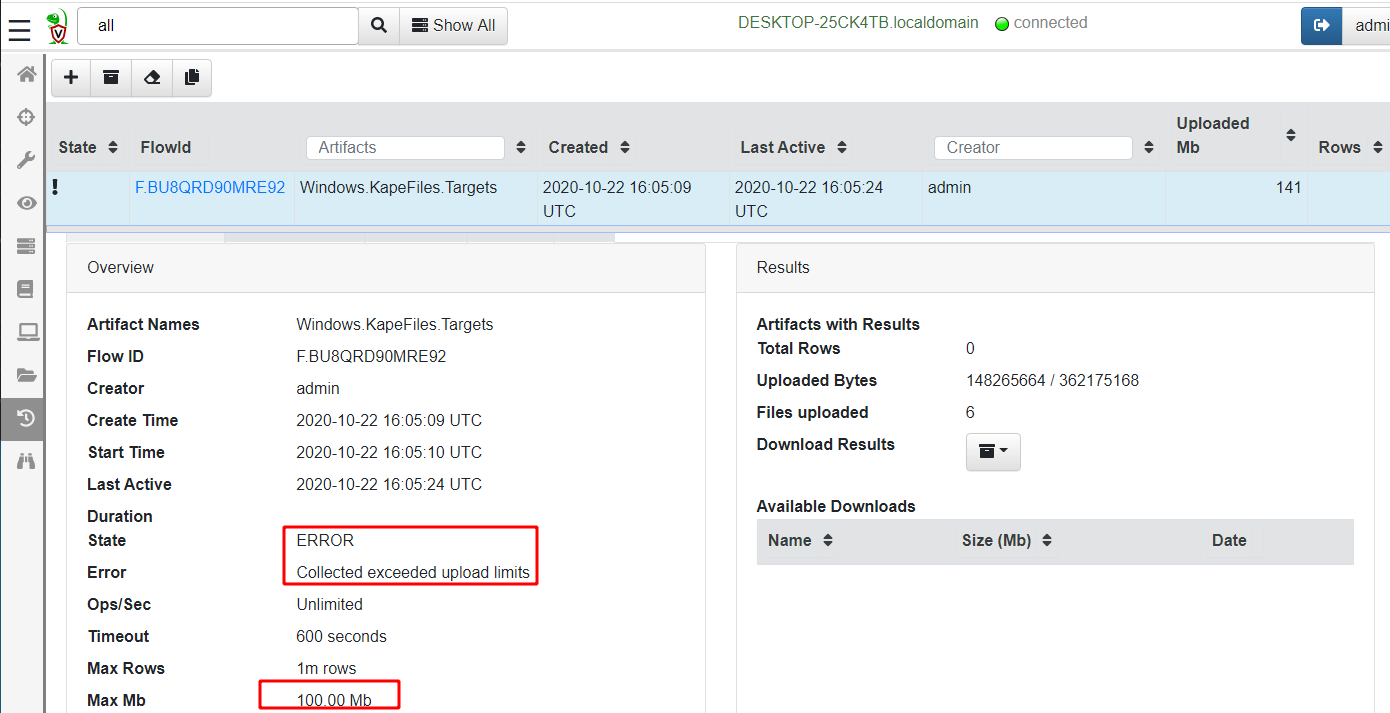 all Show All DESKTOP-25CK4TB.localdomain connected admi
Uploaded
State FlowId Artifacts Created Last Active Creator Mb Rows
! F.BU8QRD90MRE92 Windows.KapeFiles.Targets 2020-10-22 16:05:09 2020-10-22 16:05:24 admin 141
UTC UTC
Overview
Artifact Names Windows.KapeFiles.Targets
Flow ID F.BU8QRD90MRE92
Creator admin
Create Time 2020-10-22 16:05:09 UTC
Start Time 2020-10-22 16:05:10 UTC
Last Active 2020-10-22 16:05:24 UTC
Duration
State ERROR
Error Collected exceeded upload limits
Ops/Sec Unlimited
Timeout 600 seconds
Max Rows 1m rows
Max Mb 100.00 Mb
Results
Artifacts with Results
Total Rows 0
Uploaded Bytes 148265664 / 362175168
Files uploaded 6
Download Results
Available Downloads
Name Size (Mb) Date